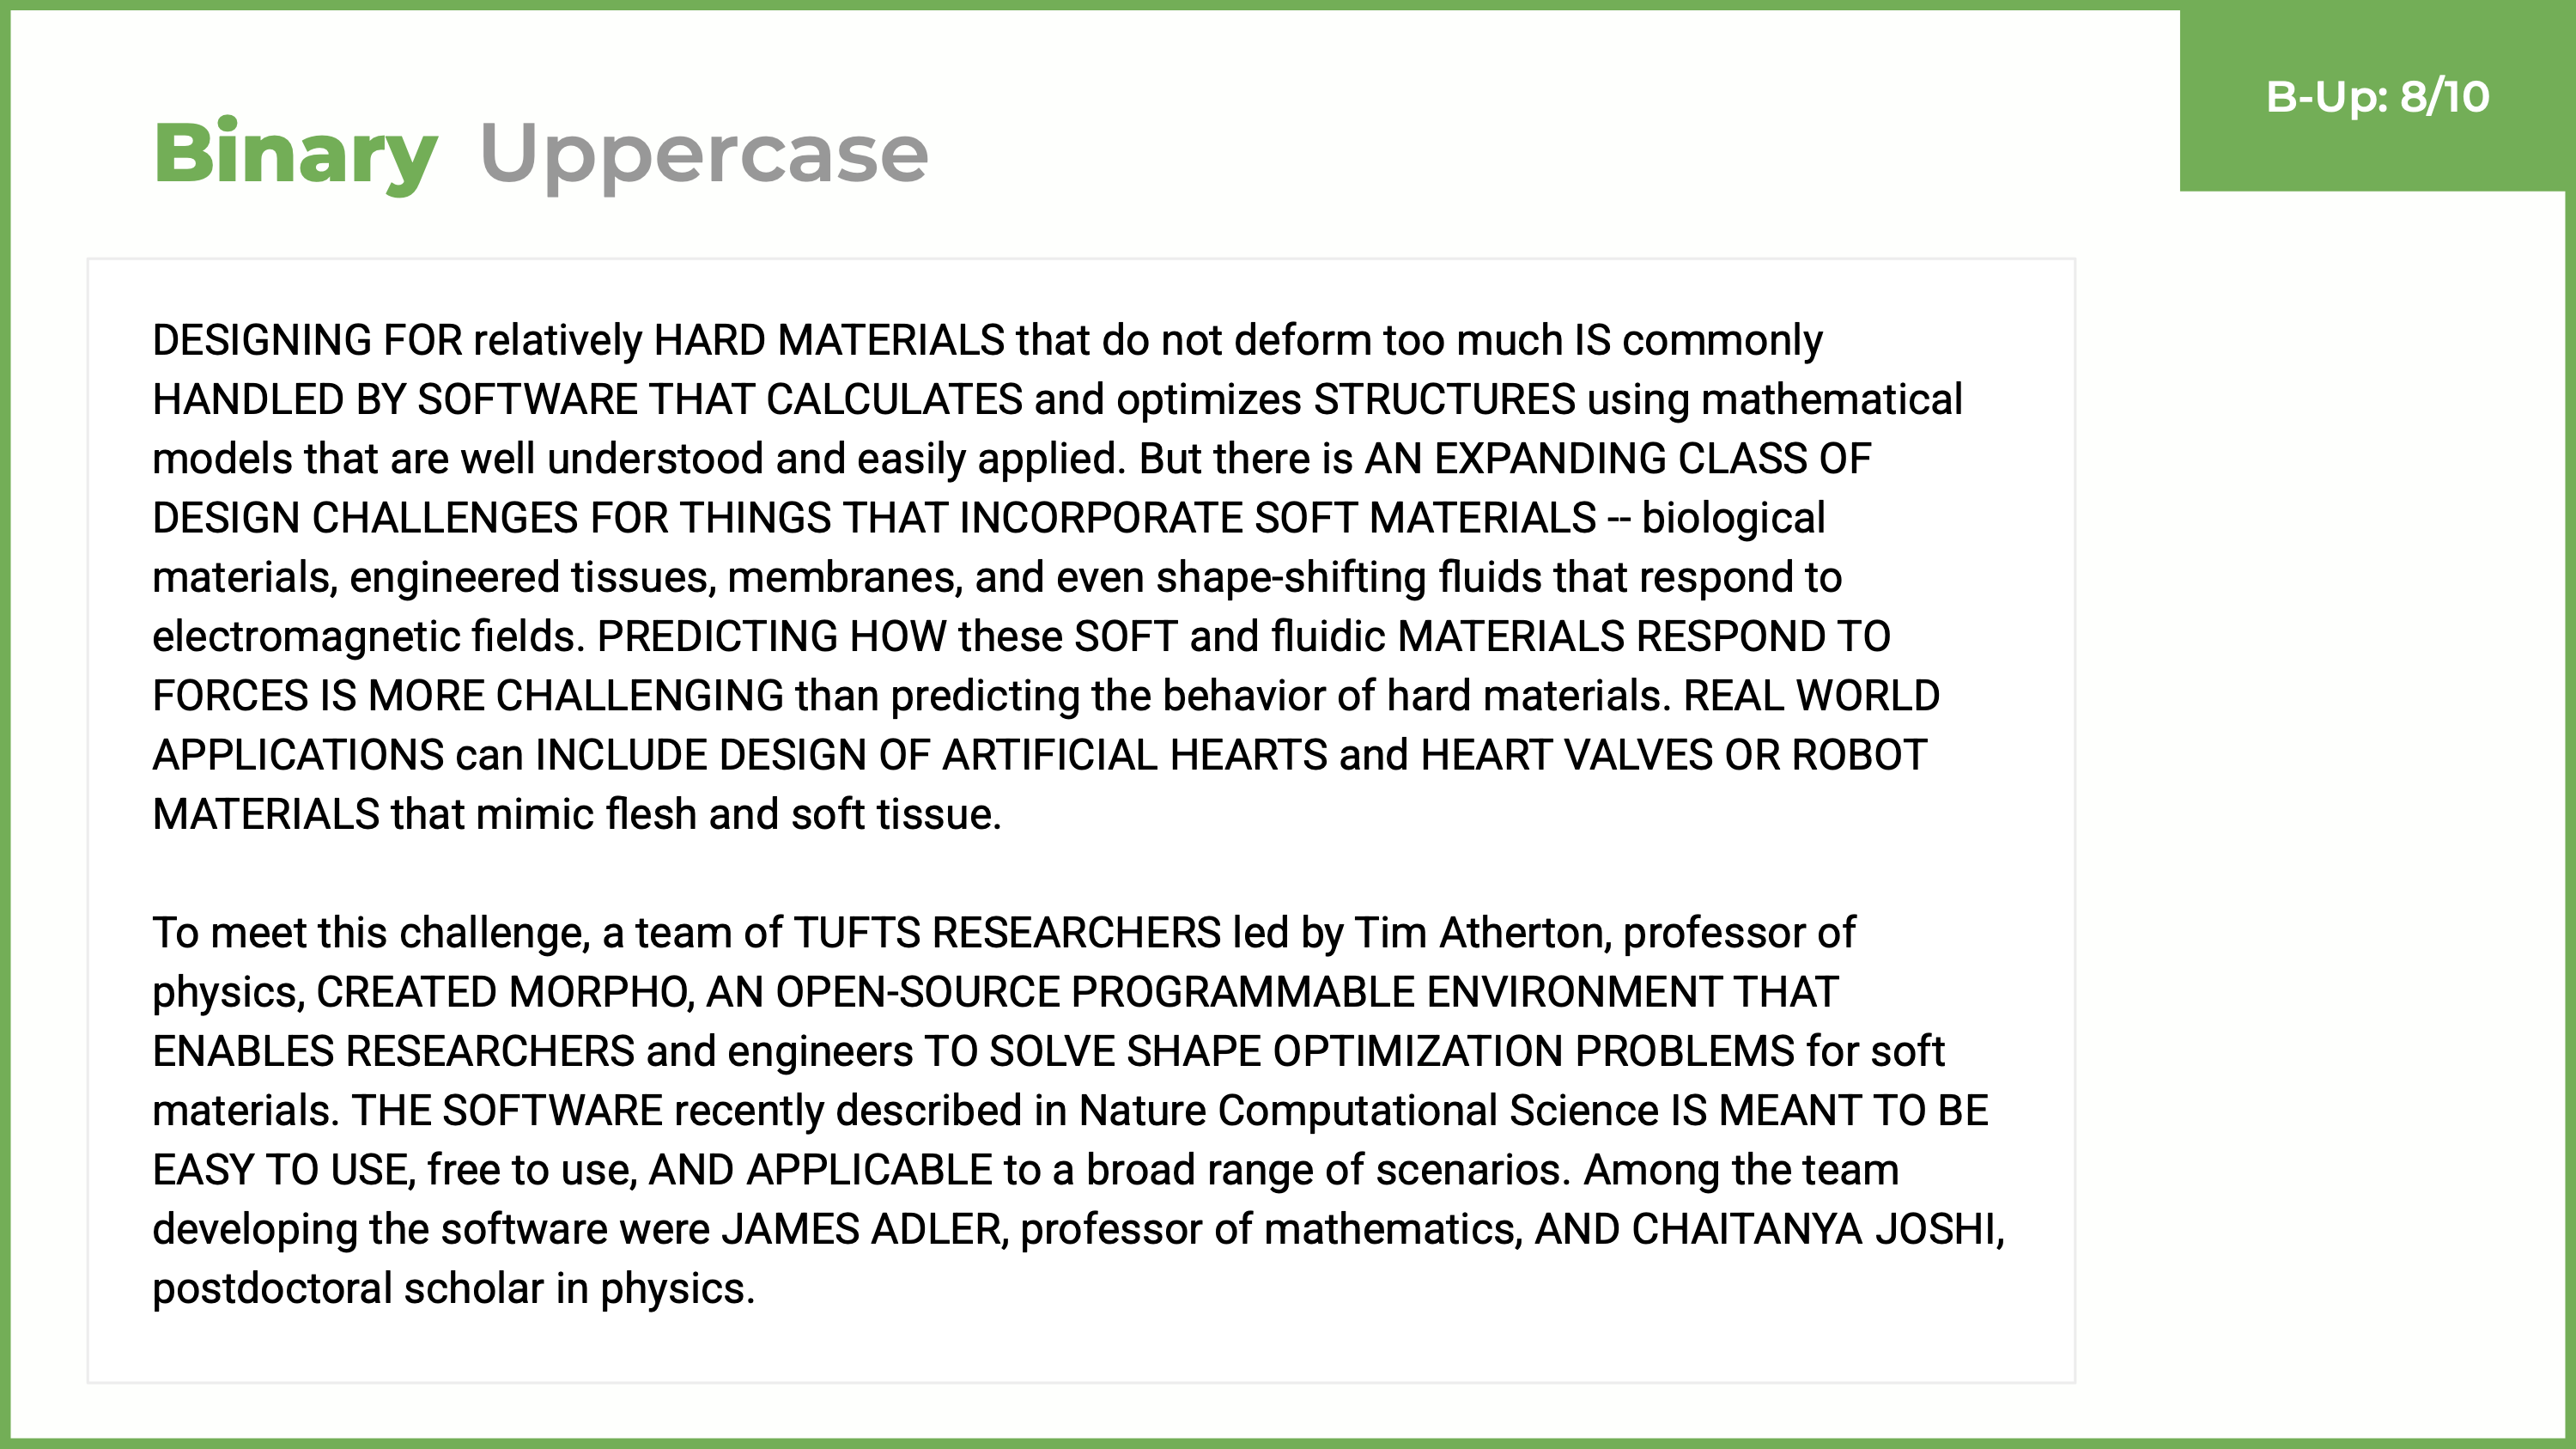 B-Up: 8/10
Binary Uppercase
DESIGNING FOR relatively HARD MATERIALS that do not deform too much IS commonly
HANDLED BY SOFTWARE THAT CALCULATES and optimizes STRUCTURES using mathematical
models that are well understood and easily applied. But there is AN EXPANDING CLASS OF
DESIGN CHALLENGES FOR THINGS THAT INCORPORATE SOFT MATERIALS -- biological
materials, engineered tissues, membranes, and even shape-shifting fluids that respond to
electromagnetic fields. PREDICTING HOW these SOFT and fluidic MATERIALS RESPOND TO
FORCES IS MORE CHALLENGING than predicting the behavior of hard materials. REAL WORLD
APPLICATIONS can INCLUDE DESIGN OF ARTIFICIAL HEARTS and HEART VALVES OR ROBOT
MATERIALS that mimic flesh and soft tissue.
To meet this challenge, a team of TUFTS RESEARCHERS led by Tim Atherton, professor of
physics, CREATED MORPHO, AN OPEN-SOURCE PROGRAMMABLE ENVIRONMENT THAT
ENABLES RESEARCHERS and engineers TO SOLVE SHAPE OPTIMIZATION PROBLEMS for soft
materials. THE SOFTWARE recently described in Nature Computational Science IS MEANT TO BE
EASY TO USE, free to use, AND APPLICABLE to a broad range of scenarios. Among the team
developing the software were JAMES ADLER, professor of mathematics, AND CHAITANYA JOSHI,
postdoctoral scholar in physics.